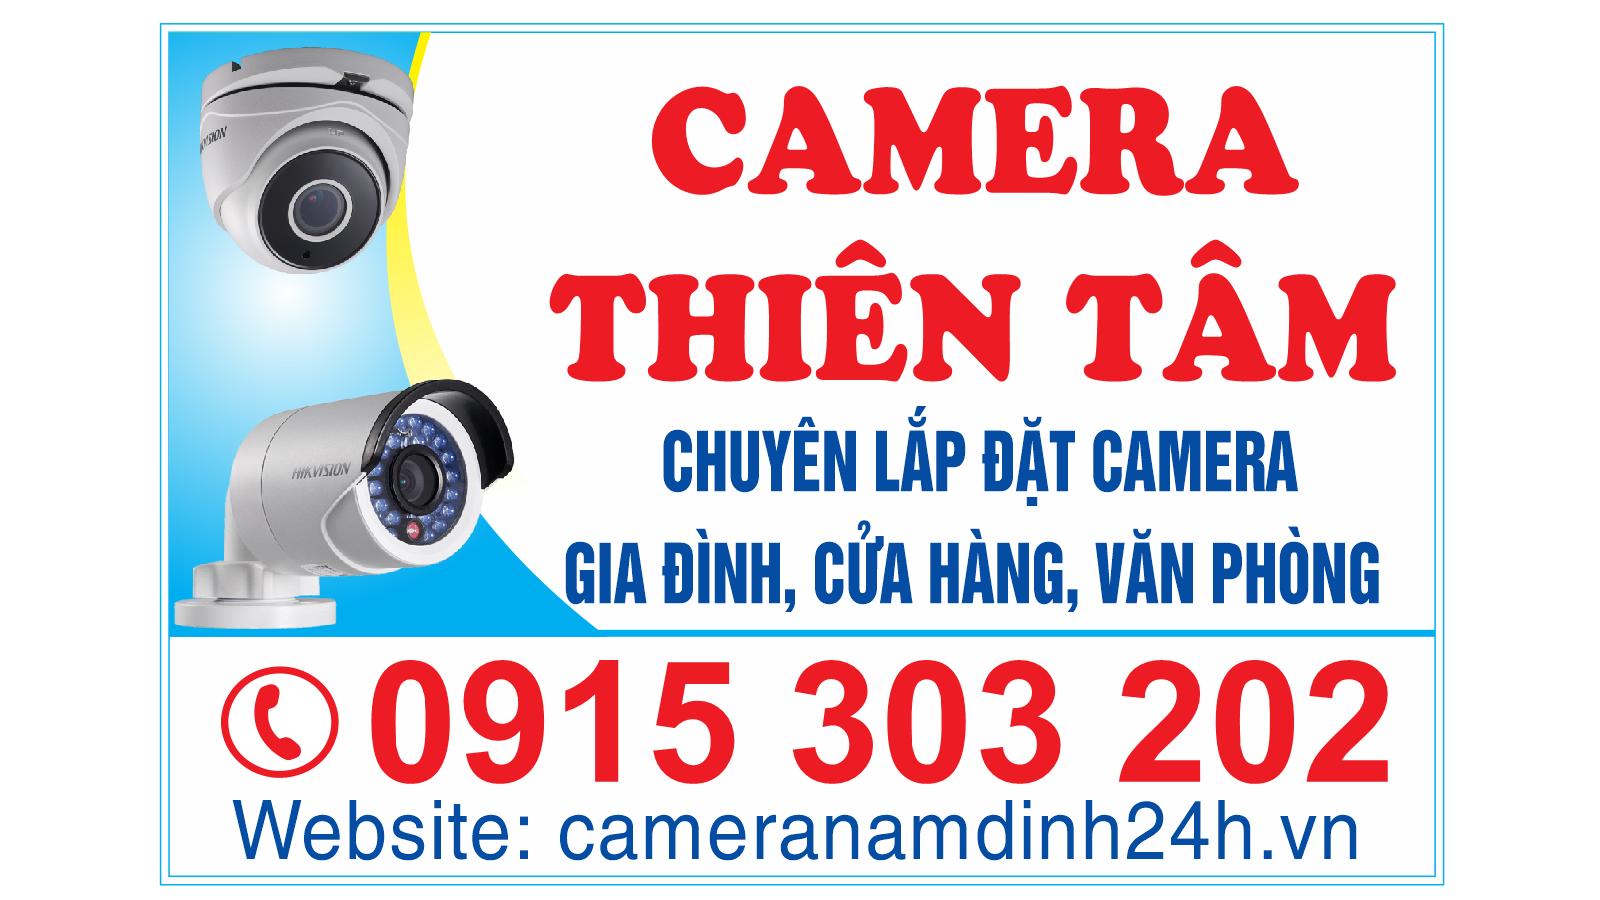 CAMERA
THIÊN TÂM
CHUYÊN LẮP ĐẶT CAMERA
GIA ĐÌNH, CỬA HÀNG, VĂN PHÒNG
HIKVISION
0915 303 202
Website: cameranamdinh24h.vn